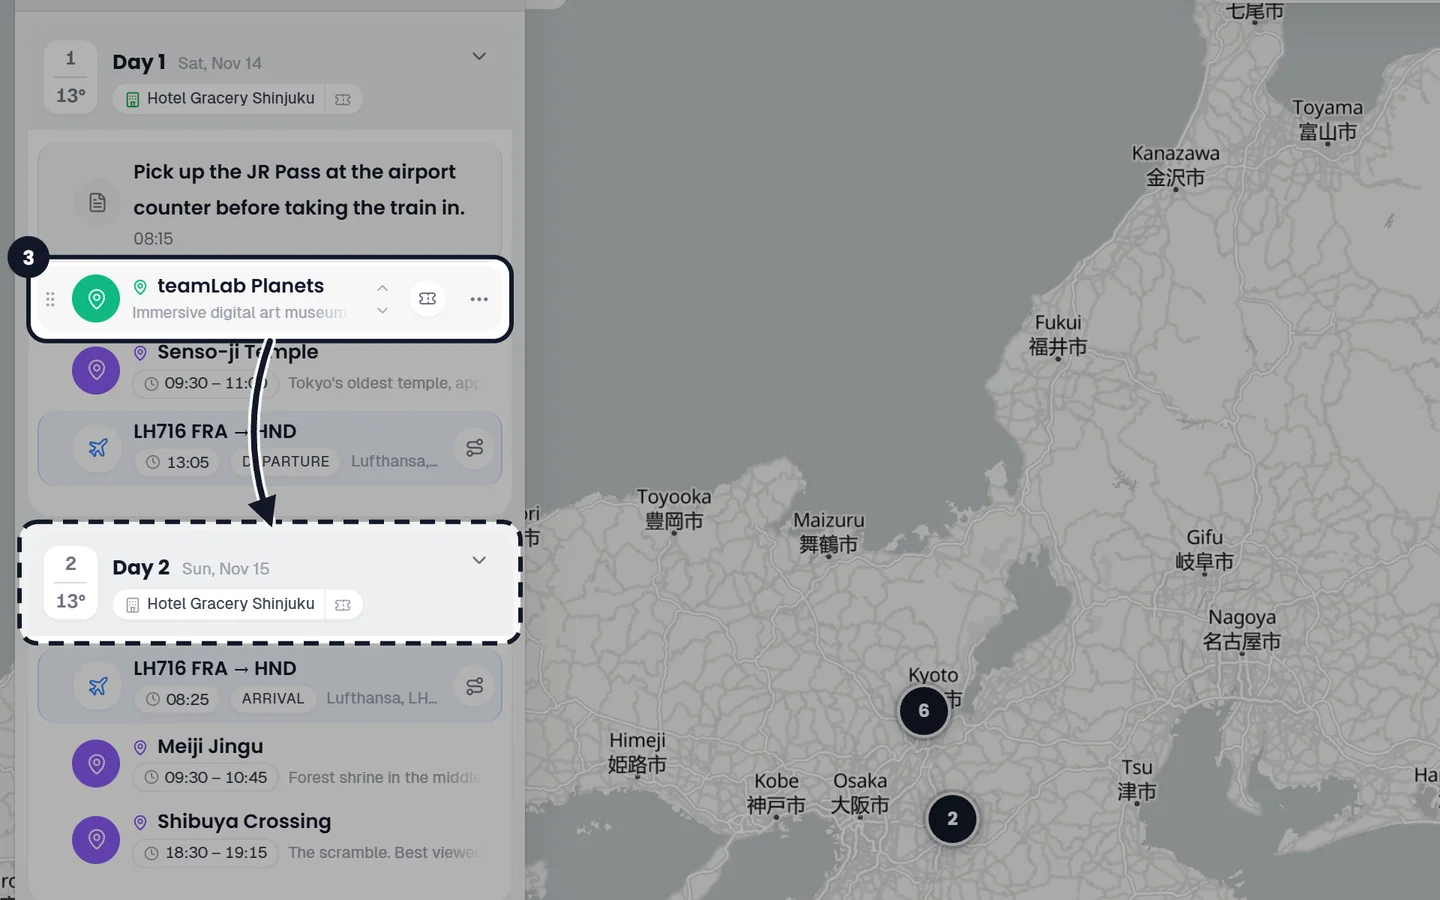 1
13°
Day 1 Sat, Nov 14
Hotel Gracery Shinjuku
Pick up the JR Pass at the airport
counter before taking the train in.
08:15
3
teamLab Planets
Immersive digital art museum
Senso-ji Temple
09:30 – 11:00 Tokyo's oldest temple, app
LH716 FRA → HND
13:05 DEPARTURE Lufthansa,...
2
13°
Day 2 Sun, Nov 15
Hotel Gracery Shinjuku
LH716 FRA → HND
08:25 ARRIVAL Lufthansa, LH...
Meiji Jingu
09:30 – 10:45 Forest shrine in the middle
Shibuya Crossing
18:30 – 19:15 The scramble. Best viewed
七尾市
Toyama
富山市
Kanazawa
金沢市
Fukui
福井市
Toyooka
豊岡市
Maizuru
舞鶴市
Gifu
岐阜市
Nagoya
名古屋市
Kyoto
市
6
Himeji
姫路市
Kobe
神戸市
Osaka
大阪市
2
Tsu
津市